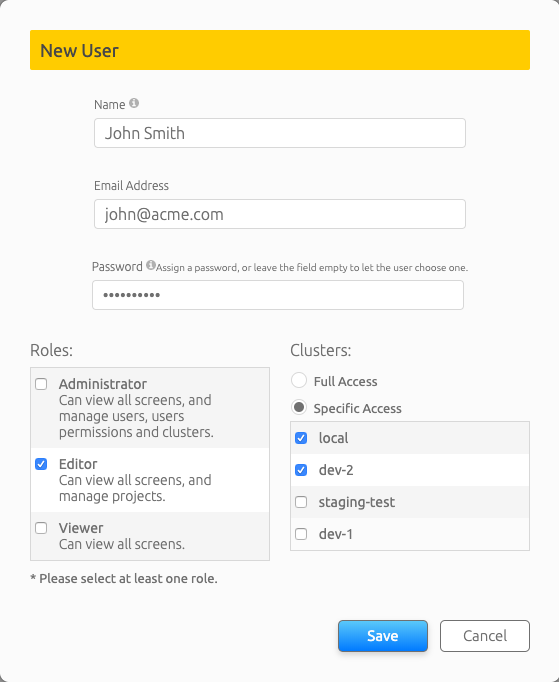 New User
Name
John Smith
Email Address
john@acme.com
Password Assign a password, or leave the field empty to let the user choose one.
••••••••••
Roles:
Administrator
Can view all screens, and
manage users, users
permissions and clusters.
Editor
Can view all screens, and
manage projects.
Viewer
Can view all screens.
* Please select at least one role.
Clusters:
Full Access
Specific Access
local
dev-2
staging-test
dev-1
Save
Cancel